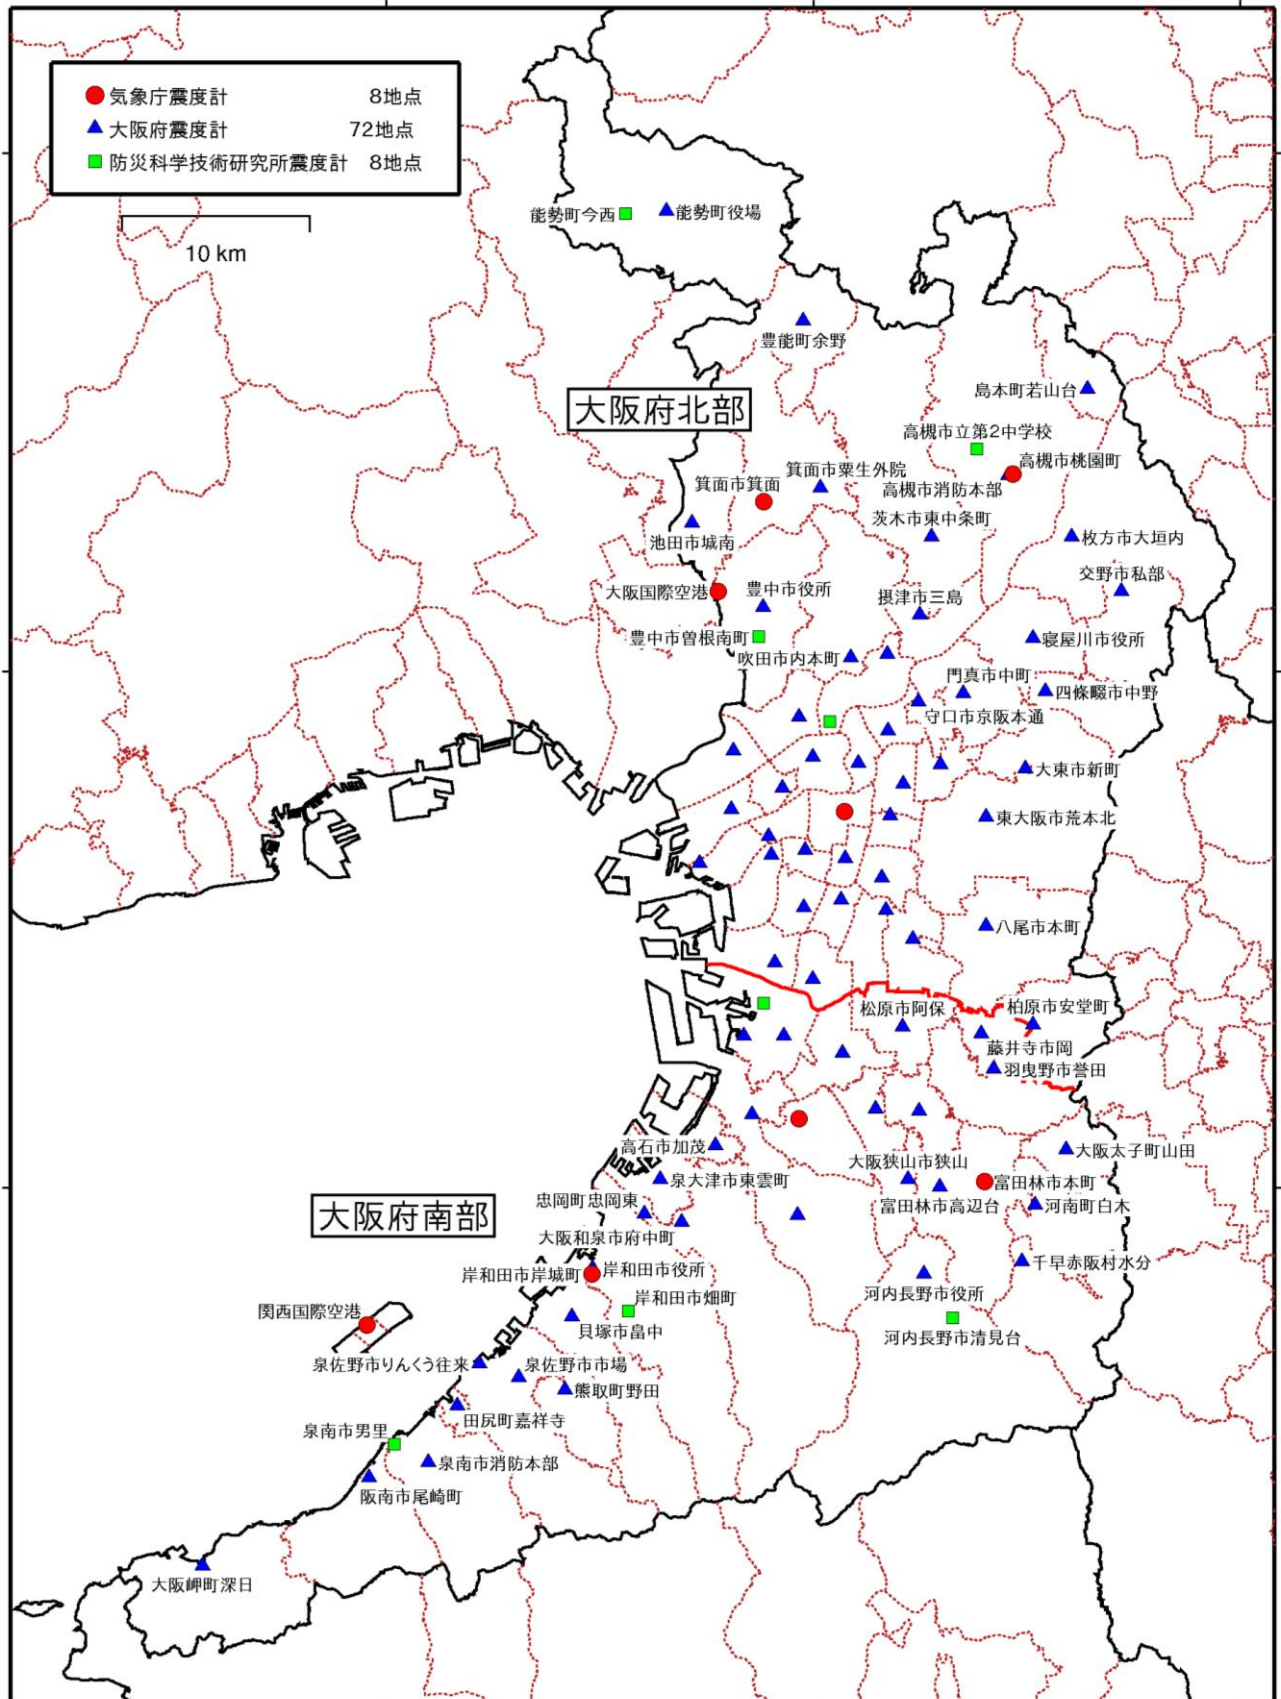 気象庁震度計 8地点
大阪府震度計 72地点
防災科学技術研究所震度計 8地点
10 km
能勢町今西
能勢町役場
豊能町余野
島本町若山台
大阪府北部
高槻市立第2中学校
高槻市桃園町
箕面市粟生外院
箕面市箕面
高槻市消防本部
茨木市東中条町
池田市城南
枚方市大垣内
交野市私部
大阪国際空港
豊中市役所
摂津市三島
豊中市曽根南町
寝屋川市役所
吹田市内本町
門真市中町
四條畷市中野
守口市京阪本通
大東市新町
東大阪市荒本北
八尾市本町
松原市阿保
柏原市安堂町
藤井寺市岡
羽曳野市誉田
高石市加茂
大阪太子町山田
大阪狭山市狭山
泉大津市東雲町
富田林市本町
忠岡町忠岡東
富田林市高辺台
河南町白木
大阪府南部
大阪和泉市府中町
千早赤阪村水分
岸和田市役所
岸和田市岸城町
河内長野市役所
岸和田市畑町
関西国際空港
貝塚市畠中
河内長野市清見台
泉佐野市りんくう往来
泉佐野市市場
熊取町野田
田尻町嘉祥寺
泉南市男里
泉南市消防本部
阪南市尾崎町
大阪岬町深日